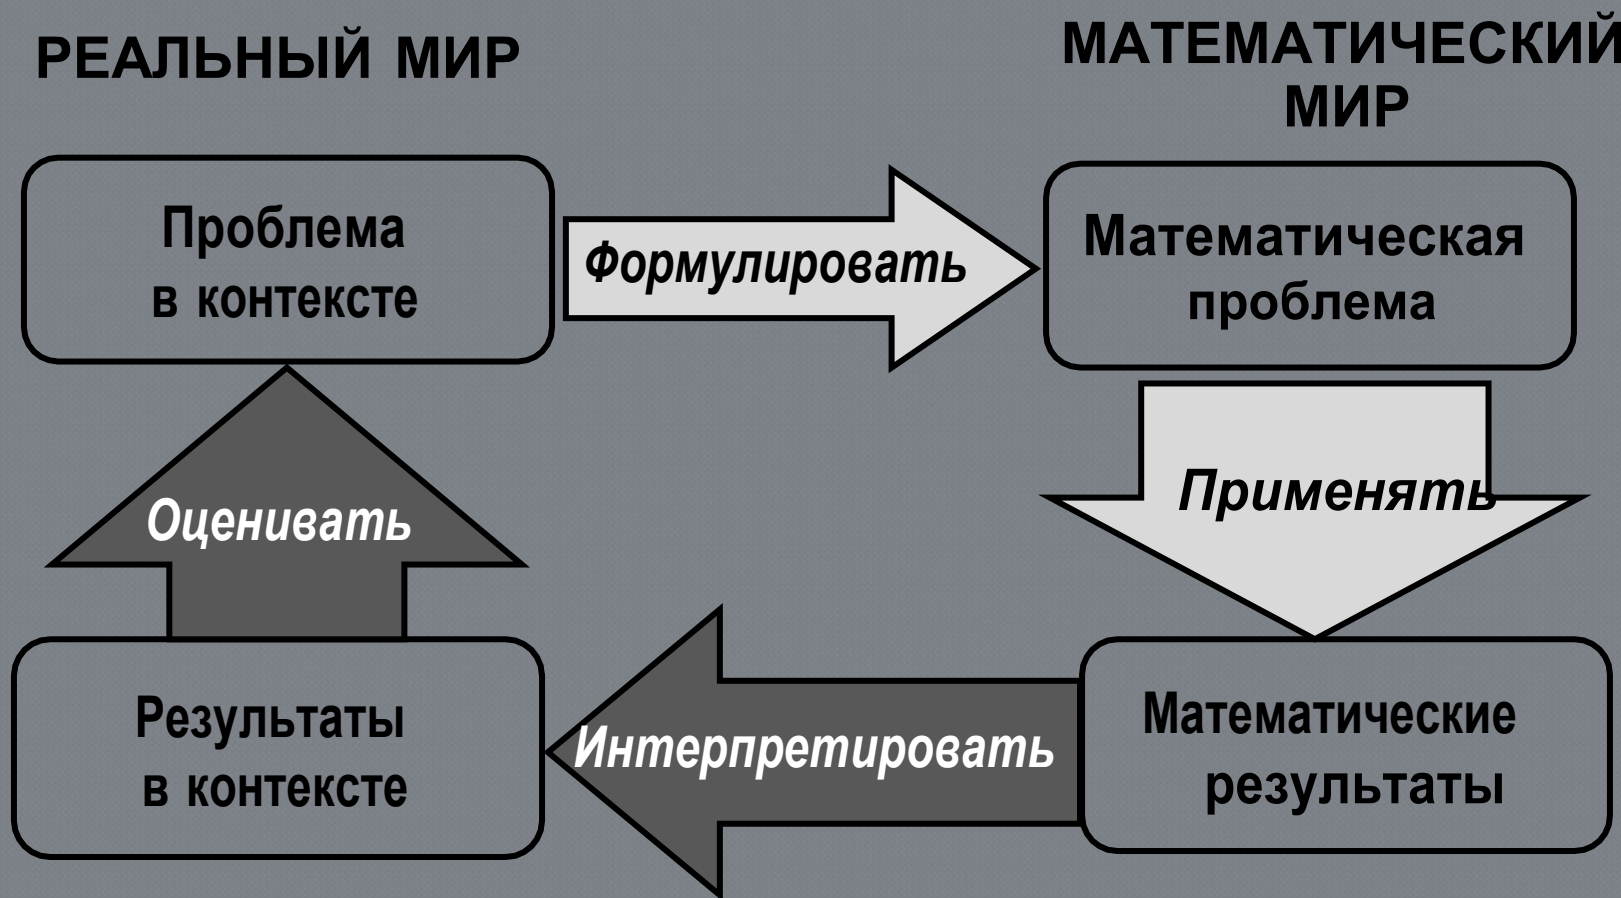 РЕАЛЬНЫЙ МИР
МАТЕМАТИЧЕСКИЙ
МИР
Проблема
в контексте
Формулировать
Математическая
проблема
Оценивать
Применять
Результаты
в контексте
Интерпретировать
Математические
результаты